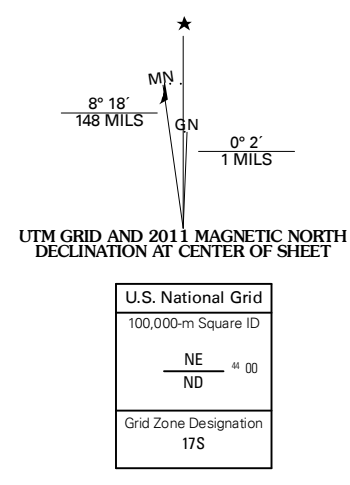 ★
MN
8° 18´
148 MILS
GN
0° 2´
1 MILS
UTM GRID AND 2011 MAGNETIC NORTH
DECLINATION AT CENTER OF SHEET
U.S. National Grid
100,000-m Square ID
NE
44 00
ND
Grid Zone Designation
17S